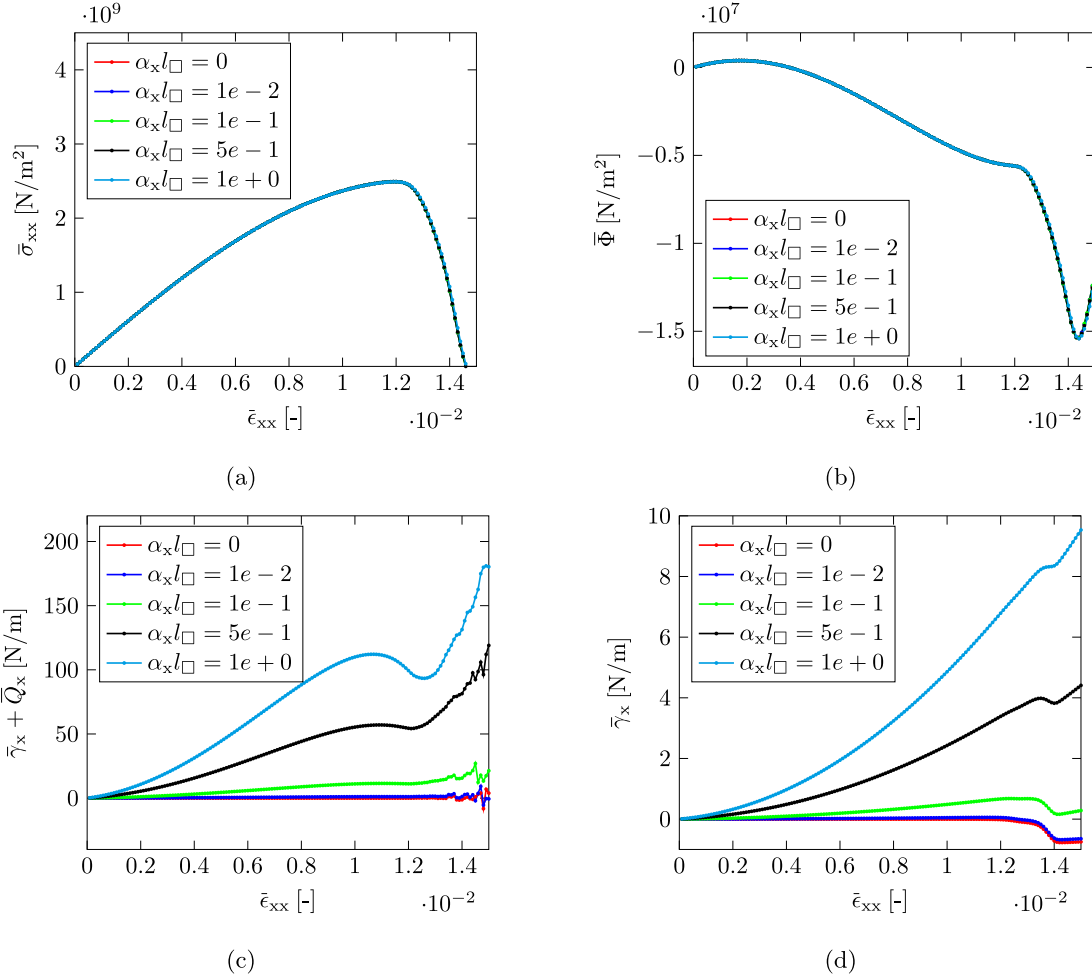 ·10⁹
4
3
2
1
0
σ̄ₓₓ [N/m²]
αₓl□ = 0
αₓl□ = 1e − 2
αₓl□ = 1e − 1
αₓl□ = 5e − 1
αₓl□ = 1e + 0
0 0.2 0.4 0.6 0.8 1 1.2 1.4
ε̄ₓₓ [-]
·10⁻²
(a)
·10⁷
0
−0.5
−1
−1.5
Φ̄ [N/m²]
αₓl□ = 0
αₓl□ = 1e − 2
αₓl□ = 1e − 1
αₓl□ = 5e − 1
αₓl□ = 1e + 0
0 0.2 0.4 0.6 0.8 1 1.2 1.4
ε̄ₓₓ [-]
·10⁻²
(b)
200
150
100
50
0
γ̄ₓ + Q̄ₓ [N/m]
αₓl□ = 0
αₓl□ = 1e − 2
αₓl□ = 1e − 1
αₓl□ = 5e − 1
αₓl□ = 1e + 0
0 0.2 0.4 0.6 0.8 1 1.2 1.4
ε̄ₓₓ [-]
·10⁻²
(c)
10
8
6
4
2
0
γ̄ₓ [N/m]
αₓl□ = 0
αₓl□ = 1e − 2
αₓl□ = 1e − 1
αₓl□ = 5e − 1
αₓl□ = 1e + 0
0 0.2 0.4 0.6 0.8 1 1.2 1.4
ε̄ₓₓ [-]
·10⁻²
(d)